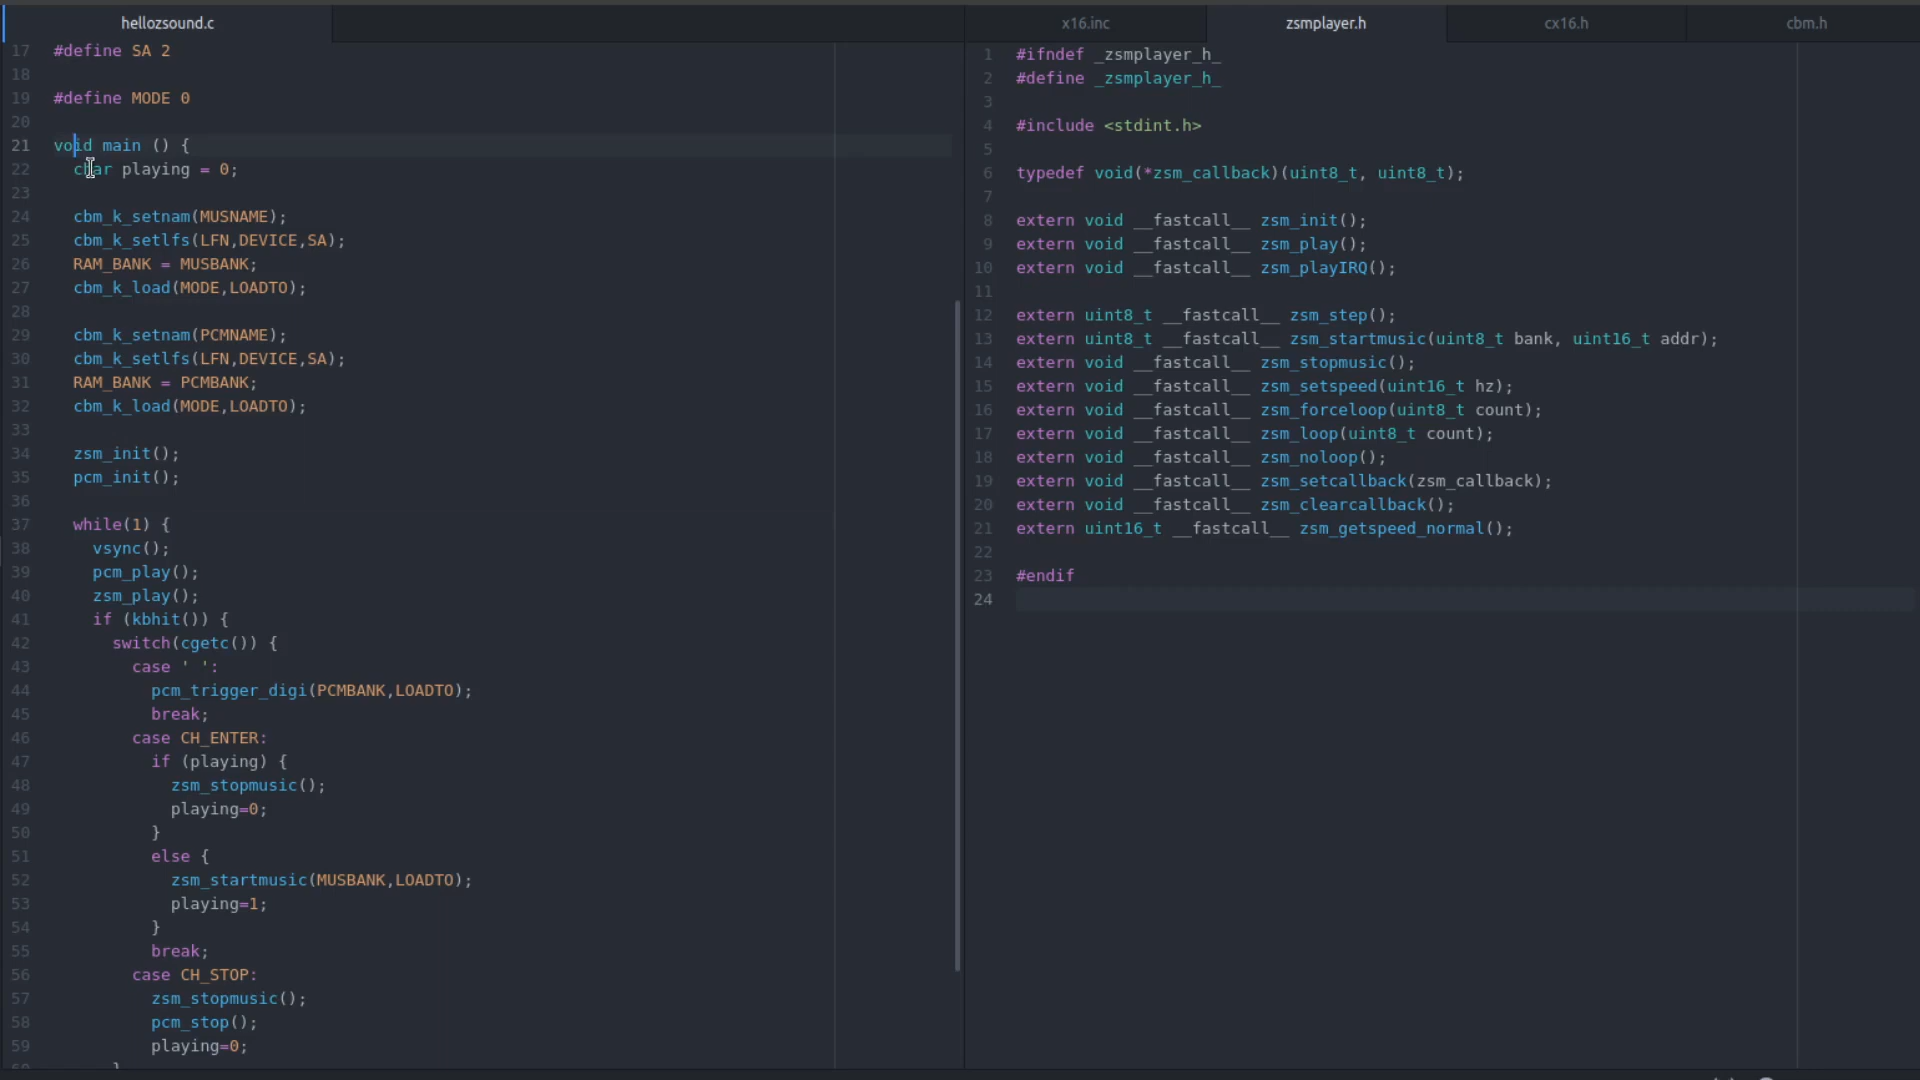 hellozsound.c
17 #define SA 2
18
19 #define MODE 0
20
21 void main () {
22 char playing = 0;
23
24 cbm_k_setnam(MUSNAME);
25 cbm_k_setlfs(LFN,DEVICE,SA);
26 RAM_BANK = MUSBANK;
27 cbm_k_load(MODE,LOADTO);
28
29 cbm_k_setnam(PCMNAME);
30 cbm_k_setlfs(LFN,DEVICE,SA);
31 RAM_BANK = PCMBANK;
32 cbm_k_load(MODE,LOADTO);
33
34 zsm_init();
35 pcm_init();
36
37 while(1) {
38 vsync();
39 pcm_play();
40 zsm_play();
41 if (kbhit()) {
42 switch(cgetc()) {
43 case ' ':
44 pcm_trigger_digi(PCMBANK,LOADTO);
45 break;
46 case CH_ENTER:
47 if (playing) {
48 zsm_stopmusic();
49 playing=0;
50 }
51 else {
52 zsm_startmusic(MUSBANK,LOADTO);
53 playing=1;
54 }
55 break;
56 case CH_STOP:
57 zsm_stopmusic();
58 pcm_stop();
59 playing=0;
60 }
x16.inc zsmplayer.h cx16.h cbm.h
1 #ifndef _zsmplayer_h_
2 #define _zsmplayer_h_
3
4 #include <stdint.h>
5
6 typedef void(*zsm_callback)(uint8_t, uint8_t);
7
8 extern void __fastcall__ zsm_init();
9 extern void __fastcall__ zsm_play();
10 extern void __fastcall__ zsm_playIRQ();
11
12 extern uint8_t __fastcall__ zsm_step();
13 extern uint8_t __fastcall__ zsm_startmusic(uint8_t bank, uint16_t addr);
14 extern void __fastcall__ zsm_stopmusic();
15 extern void __fastcall__ zsm_setspeed(uint16_t hz);
16 extern void __fastcall__ zsm_forceloop(uint8_t count);
17 extern void __fastcall__ zsm_loop(uint8_t count);
18 extern void __fastcall__ zsm_noloop();
19 extern void __fastcall__ zsm_setcallback(zsm_callback);
20 extern void __fastcall__ zsm_clearcallback();
21 extern uint16_t __fastcall__ zsm_getspeed_normal();
22
23 #endif
24